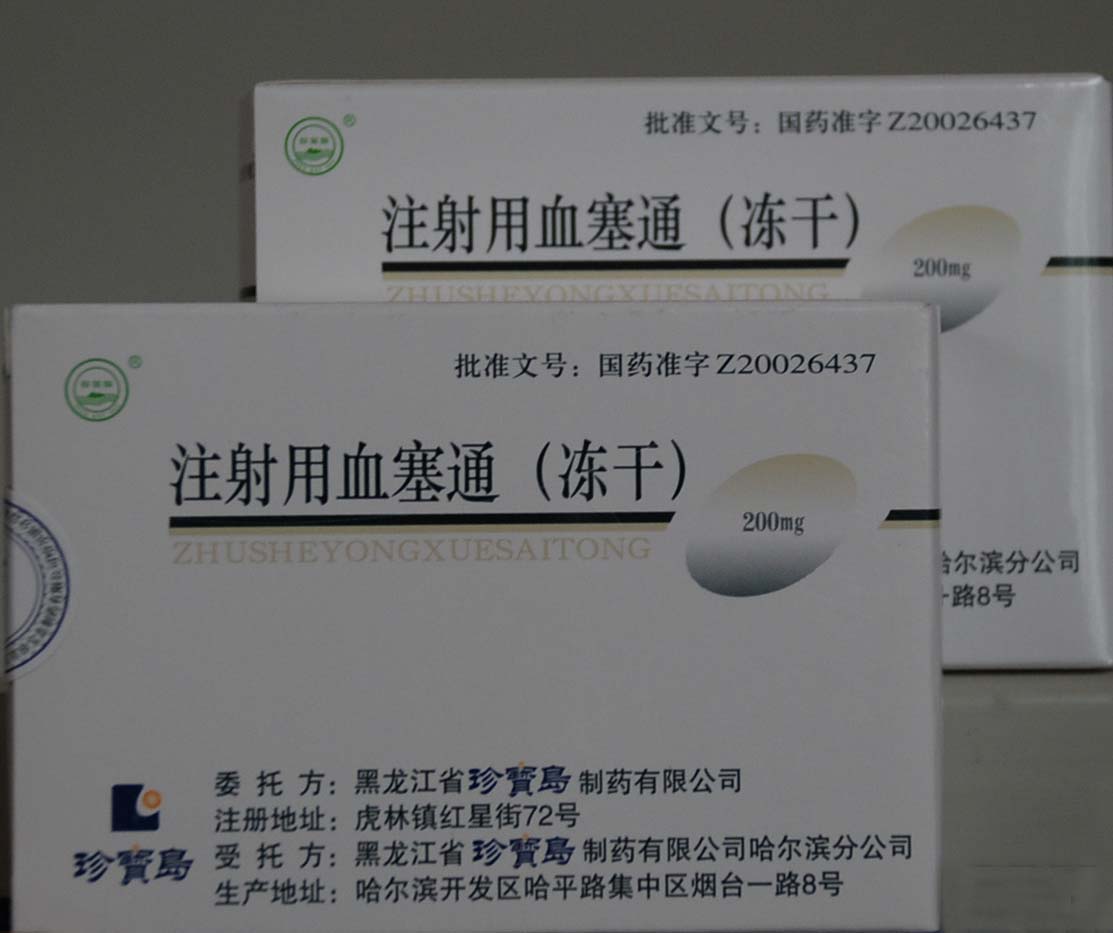 批准文号：国药准字Z20026437
注射用血塞通（冻干）
200mg
ZHUSHEYONGXUESAITONG
哈尔滨分公司
一路8号
批准文号：国药准字Z20026437
注射用血塞通（冻干）
200mg
ZHUSHEYONGXUESAITONG
委托方：黑龙江省珍寶島制药有限公司
注册地址：虎林镇红星街72号
珍寶島
受托方：黑龙江省珍寶島制药有限公司哈尔滨分公司
生产地址：哈尔滨开发区哈平路集中区烟台一路8号